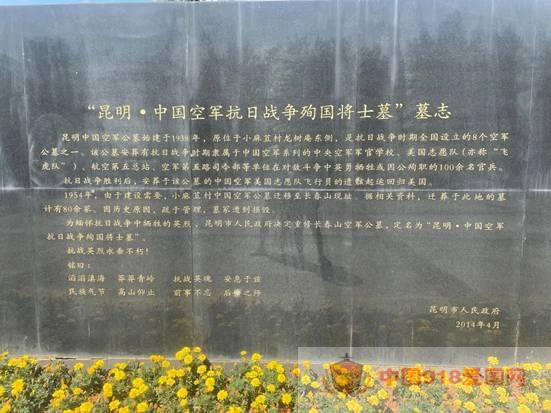 “昆明·中国空军抗日战争殉国将士墓”墓志
昆明中国空军公墓始建于1938年，原位于小麻苴村龙树庵东侧，是抗日战争时期全国设立的8个空军
公墓之一。该公墓安葬有抗日战争时期隶属于中国空军系列的中央空军军官学校、美国志愿队（亦称“飞
虎队”）、航空第五总站、空军第五路司令部等单位在对敌斗争中英勇牺牲或因公殉职的100余名官兵。
抗日战争胜利后，安葬于该公墓的中国空军美国志愿队飞行员的遗骸起运回归美国。
1954年，由于建设需要，小麻苴村中国空军公墓迁移至长春山现址，据相关资料，迁葬于此地的墓
计有80余冢。因历史原因，疏于管理，墓冢遭到损毁。
为缅怀抗日战争中牺牲的英烈，昆明市人民政府决定重修长春山空军公墓，定名为“昆明·中国空军
抗日战争殉国将士墓”。
抗战英烈永垂不朽！
铭曰：
滔滔滇海 莽莽青岭 抗战英魂 安息于兹
民族气节 高山仰止 前事不忘 后事之师
昆明市人民政府
2014年4月
中国918爱国网